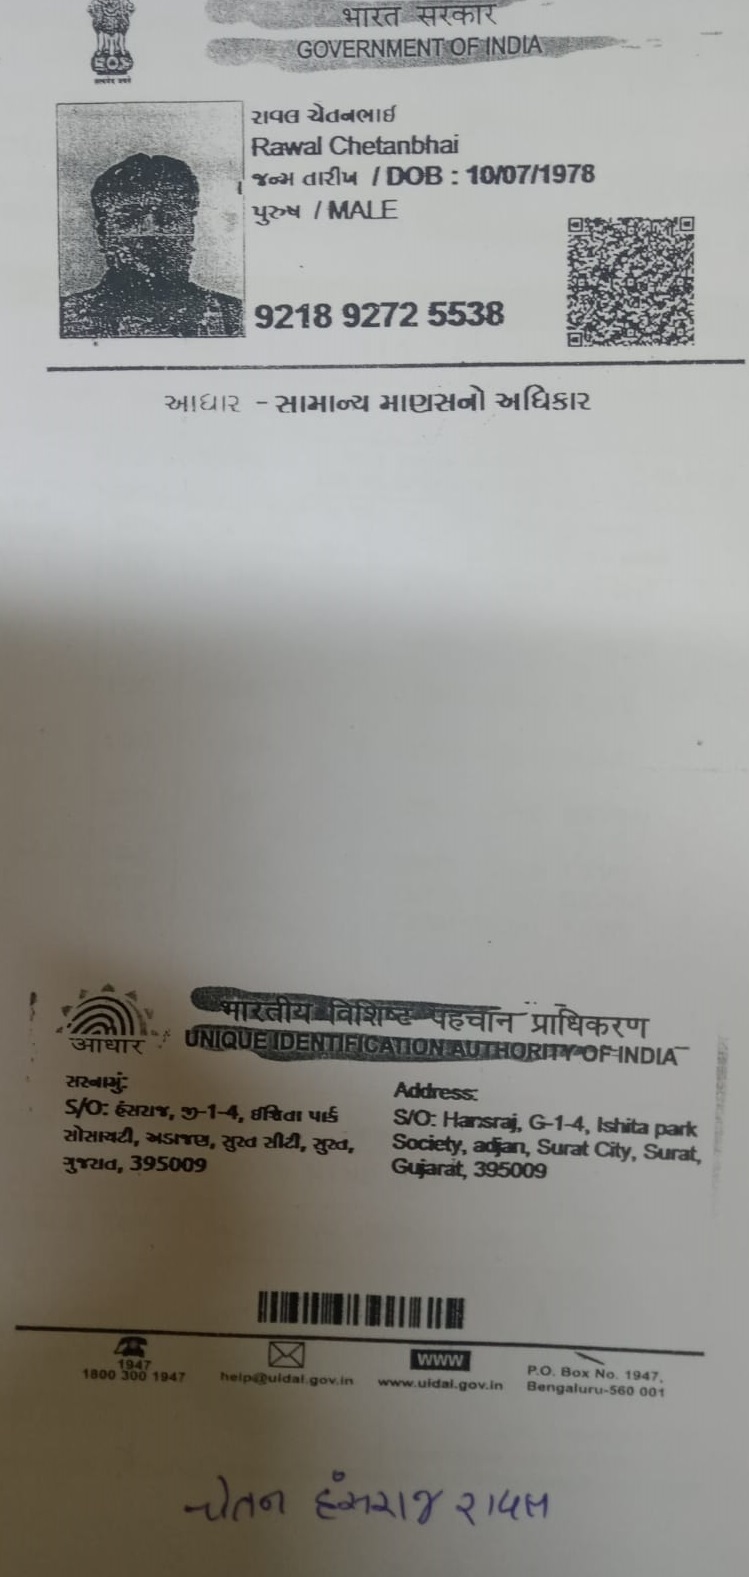 भारत सरकार
GOVERNMENT OF INDIA
રાવલ ચેતનભાઈ
Rawal Chetanbhai
જન્મ તારીખ / DOB : 10/07/1978
પુરુષ / MALE
9218 9272 5538
આધાર - સામાન્ય માણસનો અધિકાર
भारतीय विशिष्ट पहचान प्राधिकरण
UNIQUE IDENTIFICATION AUTHORITY OF INDIA
आधार
સરનામું:
S/O: હંસરાજ, જી-1-4, ઈશિતા પાર્ક
સોસાયટી, અડાજણ, સુરત સીટી, સુરત,
ગુજરાત, 395009
Address:
S/O: Hansraj, G-1-4, Ishita park
Society, adjan, Surat City, Surat,
Gujarat, 395009
1947
1800 300 1947
help@uidai.gov.in
www
www.uidai.gov.in
P.O. Box No. 1947,
Bengaluru-560 001
ચેતન હંસરાજ રાવલ